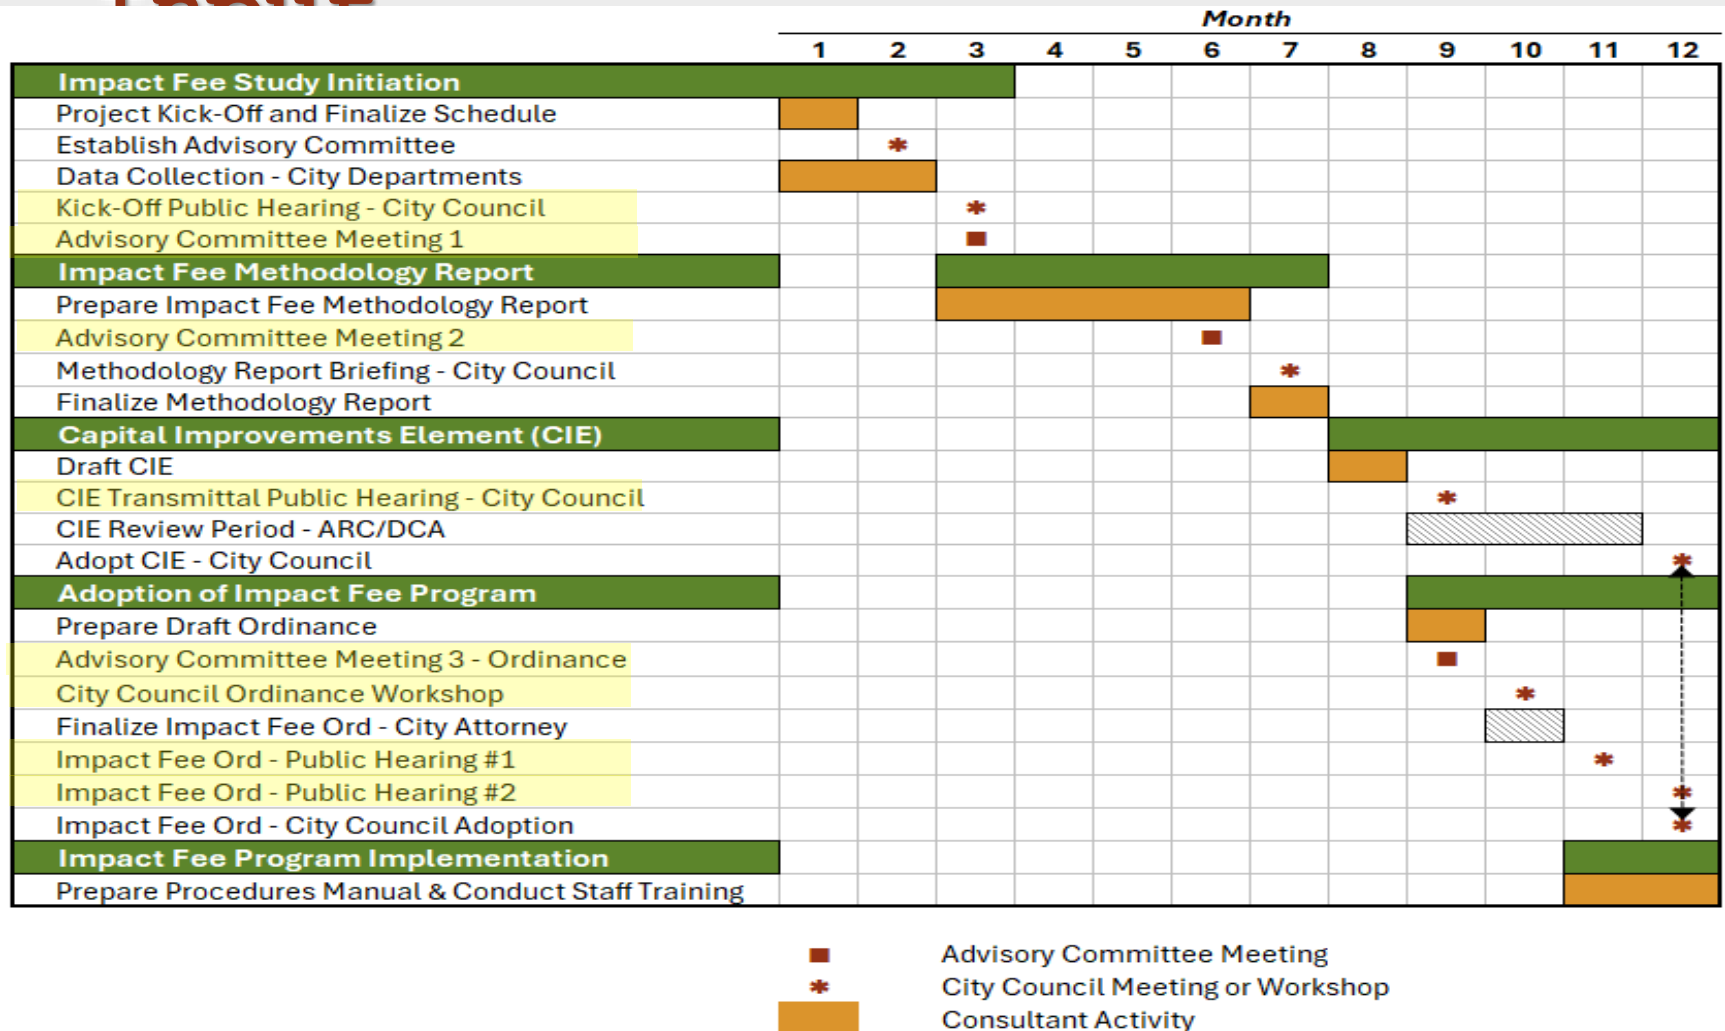 Month
1 2 3 4 5 6 7 8 9 10 11 12
Impact Fee Study Initiation
Project Kick-Off and Finalize Schedule
Establish Advisory Committee
Data Collection - City Departments
Kick-Off Public Hearing - City Council
Advisory Committee Meeting 1
Impact Fee Methodology Report
Prepare Impact Fee Methodology Report
Advisory Committee Meeting 2
Methodology Report Briefing - City Council
Finalize Methodology Report
Capital Improvements Element (CIE)
Draft CIE
CIE Transmittal Public Hearing - City Council
CIE Review Period - ARC/DCA
Adopt CIE - City Council
Adoption of Impact Fee Program
Prepare Draft Ordinance
Advisory Committee Meeting 3 - Ordinance
City Council Ordinance Workshop
Finalize Impact Fee Ord - City Attorney
Impact Fee Ord - Public Hearing #1
Impact Fee Ord - Public Hearing #2
Impact Fee Ord - City Council Adoption
Impact Fee Program Implementation
Prepare Procedures Manual & Conduct Staff Training
Advisory Committee Meeting
City Council Meeting or Workshop
Consultant Activity